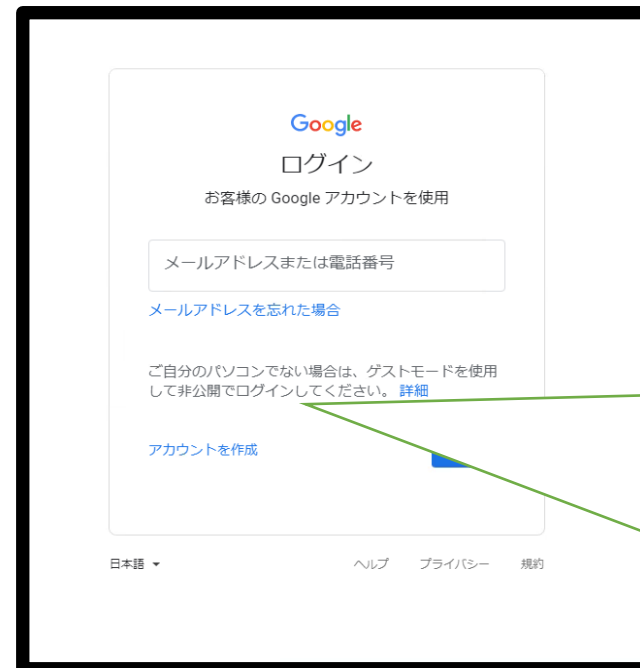 Google
ログイン
お客様の Google アカウントを使用
メールアドレスまたは電話番号
メールアドレスを忘れた場合
ご自分のパソコンでない場合は、ゲストモードを使用
して非公開でログインしてください。 詳細
アカウントを作成
日本語 ヘルプ プライバシー 規約